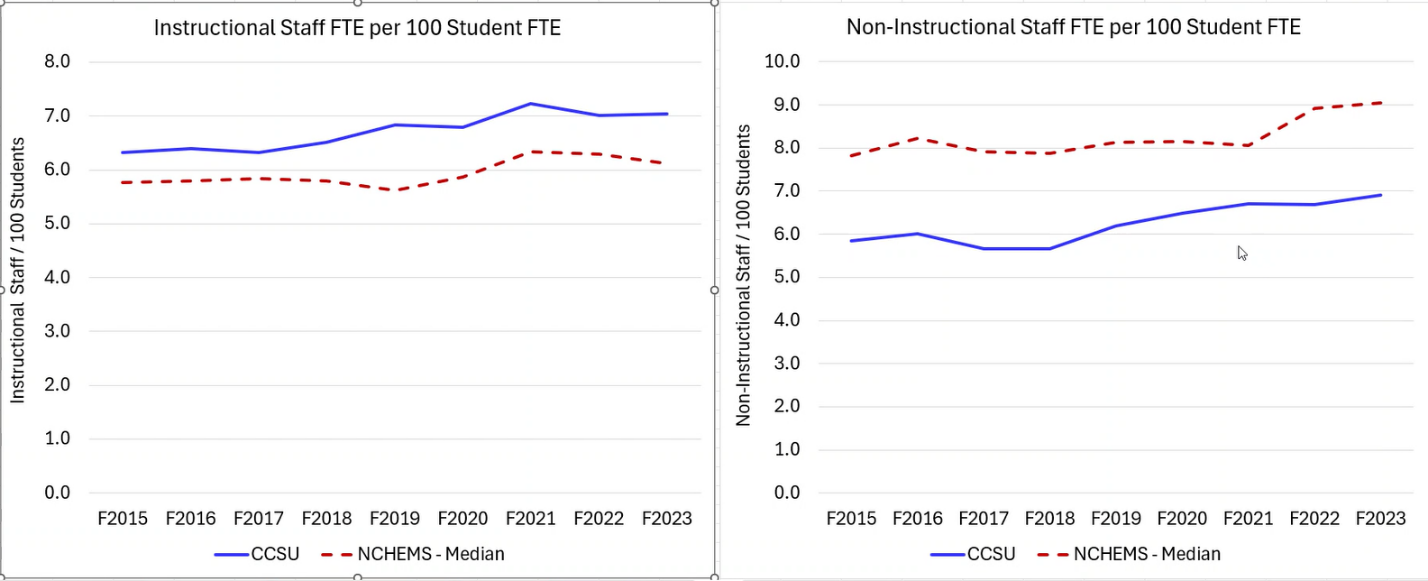 Instructional Staff FTE per 100 Student FTE
Instructional Staff / 100 Students
8.0
7.0
6.0
5.0
4.0
3.0
2.0
1.0
0.0
F2015 F2016 F2017 F2018 F2019 F2020 F2021 F2022 F2023
CCSU NCHEMS - Median
Non-Instructional Staff FTE per 100 Student FTE
Non-Instructional Staff / 100 Students
10.0
9.0
8.0
7.0
6.0
5.0
4.0
3.0
2.0
1.0
0.0
F2015 F2016 F2017 F2018 F2019 F2020 F2021 F2022 F2023
CCSU NCHEMS - Median